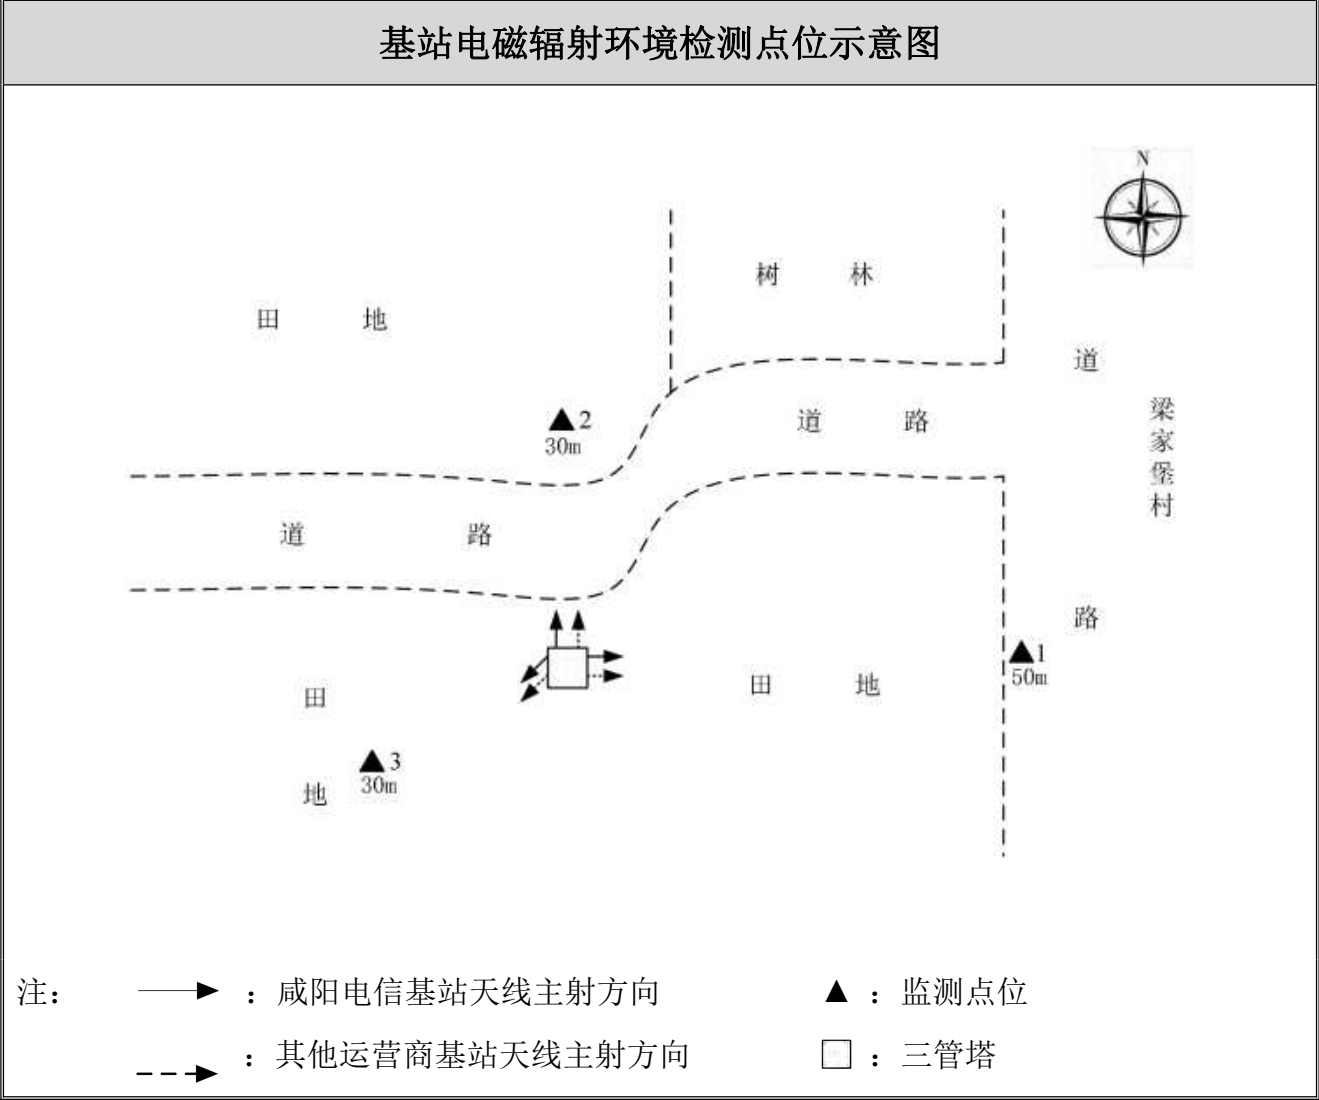 基站电磁辐射环境检测点位示意图
N
树 林
田 地
道
梁家堡村
道 路
▲2
30m
道 路
路
▲1
50m
田 地
田
▲3
30m
地
注：
：咸阳电信基站天线主射方向
▲：监测点位
：其他运营商基站天线主射方向
：三管塔